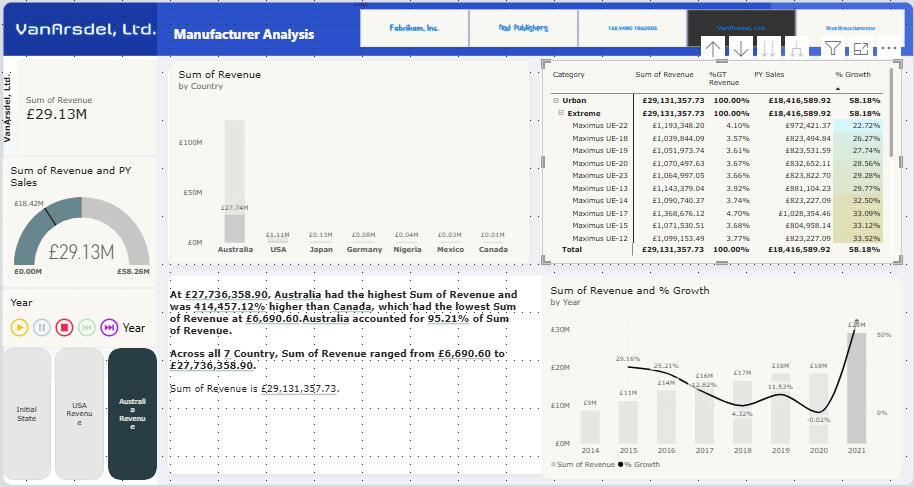 VanArsdel, Ltd.
Manufacturer Analysis
Fabrikam, Inc.
Pod Publishers
TAILWIND TRADERS
VanArsdel, Ltd.
VanArsdel, Ltd.
Sum of Revenue
£29.13M
Sum of Revenue and PY
Sales
£18.42M
£29.13M
£0.00M
£58.26M
Year
Year
Initial
State
USA
Revenu
e
Australi
a
Revenu
e
Sum of Revenue
by Country
£100M
£50M
£0M
£27.74M
£1.11M
£0.13M
£0.08M
£0.04M
£0.03M
£0.01M
Australia
USA
Japan
Germany
Nigeria
Mexico
Canada
Category Sum of Revenue %GT Revenue PY Sales % Growth
Urban £29,131,357.73 100.00% £18,416,589.92 58.18%
Extreme £29,131,357.73 100.00% £18,416,589.92 58.18%
Maximus UE-22 £1,193,348.20 4.10% £972,421.37 22.72%
Maximus UE-18 £1,039,844.09 3.57% £823,494.84 26.27%
Maximus UE-19 £1,051,973.74 3.61% £823,531.59 27.74%
Maximus UE-20 £1,070,497.63 3.67% £832,652.11 28.56%
Maximus UE-23 £1,064,997.05 3.66% £823,822.70 29.28%
Maximus UE-13 £1,143,379.04 3.92% £881,104.23 29.77%
Maximus UE-14 £1,090,740.37 3.74% £823,227.09 32.50%
Maximus UE-17 £1,368,676.12 4.70% £1,028,354.46 33.09%
Maximus UE-15 £1,071,530.51 3.68% £804,958.14 33.12%
Maximus UE-12 £1,099,153.49 3.77% £823,227.09 33.52%
Total £29,131,357.73 100.00% £18,416,589.92 58.18%
At £27,736,358.90, Australia had the highest Sum of Revenue and
was 414,457.12% higher than Canada, which had the lowest Sum
of Revenue at £6,690.60.Australia accounted for 95.21% of Sum
of Revenue.
Across all 7 Country, Sum of Revenue ranged from £6,690.60 to
£27,736,358.90.
Sum of Revenue is £29,131,357.73.
Sum of Revenue and % Growth
by Year
£30M
£20M
£10M
£0M
50%
0%
£9M
£11M
£14M
£16M
£17M
£18M
£18M
£29M
29.16%
25.21%
12.82%
4.32%
11.53%
-0.02%
2014
2015
2016
2017
2018
2019
2020
2021
Sum of Revenue
% Growth